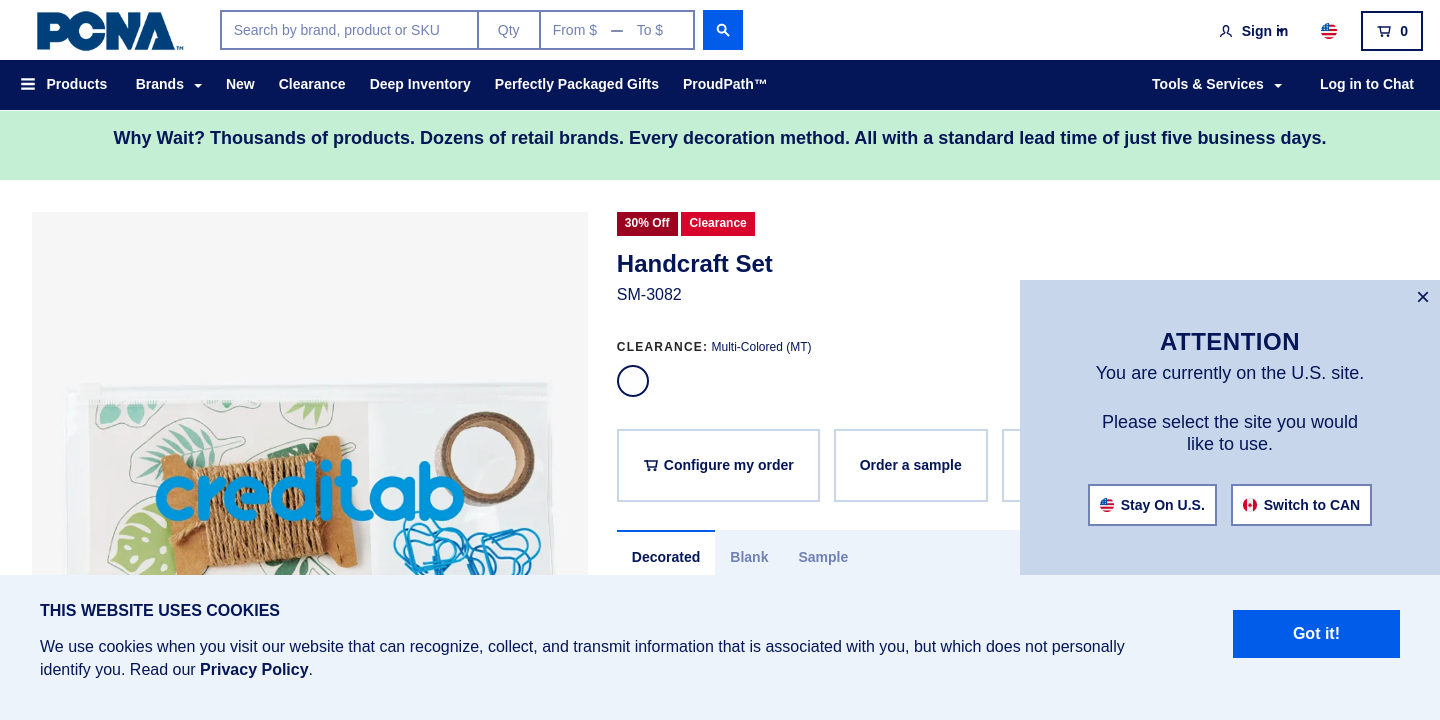 PCNA™
Search by brand, product or SKU
Qty
From $ — To $
Sign in
0
Products
Brands
New
Clearance
Deep Inventory
Perfectly Packaged Gifts
ProudPath™
Tools & Services
Log in to Chat
Why Wait? Thousands of products. Dozens of retail brands. Every decoration method. All with a standard lead time of just five business days.
30% Off
Clearance
Handcraft Set
SM-3082
CLEARANCE: Multi-Colored (MT)
creditab
Configure my order
Order a sample
Decorated
Blank
Sample
×
ATTENTION
You are currently on the U.S. site.
Please select the site you would
like to use.
Stay On U.S.
Switch to CAN
THIS WEBSITE USES COOKIES
We use cookies when you visit our website that can recognize, collect, and transmit information that is associated with you, but which does not personally
identify you. Read our Privacy Policy.
Got it!